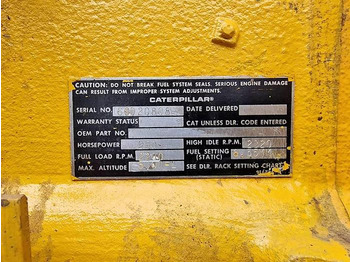 CAUTION: DO NOT BREAK FUEL SYSTEM SEALS. SERIOUS ENGINE DAMAGE
CAN RESULT FROM IMPROPER SYSTEM ADJUSTMENTS.
CATERPILLAR
SERIAL NO. DATE DELIVERED
WARRANTY STATUS CAT UNLESS DLR. CODE ENTERED
OEM PART NO.
HORSEPOWER HIGH IDLE R.P.M. 2320
FULL LOAD R.P.M. FUEL SETTING (STATIC)
MAX. ALTITUDE SEE DLR. RACK SETTING CHART